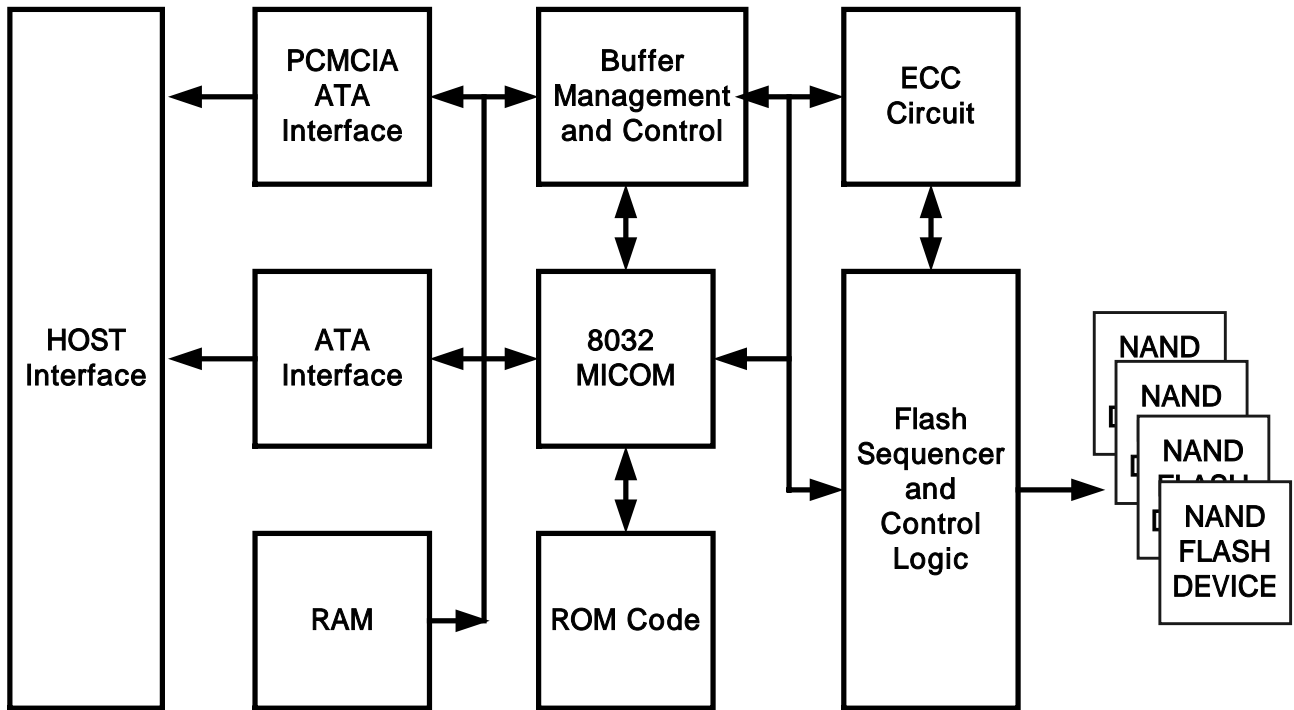 PCMCIA
ATA
Interface
Buffer
Management
and Control
ECC
Circuit
HOST
Interface
ATA
Interface
8032
MICOM
Flash
Sequencer
and
Control
Logic
RAM
ROM Code
NAND
NAND
NAND
FLASH
NAND
FLASH
DEVICE